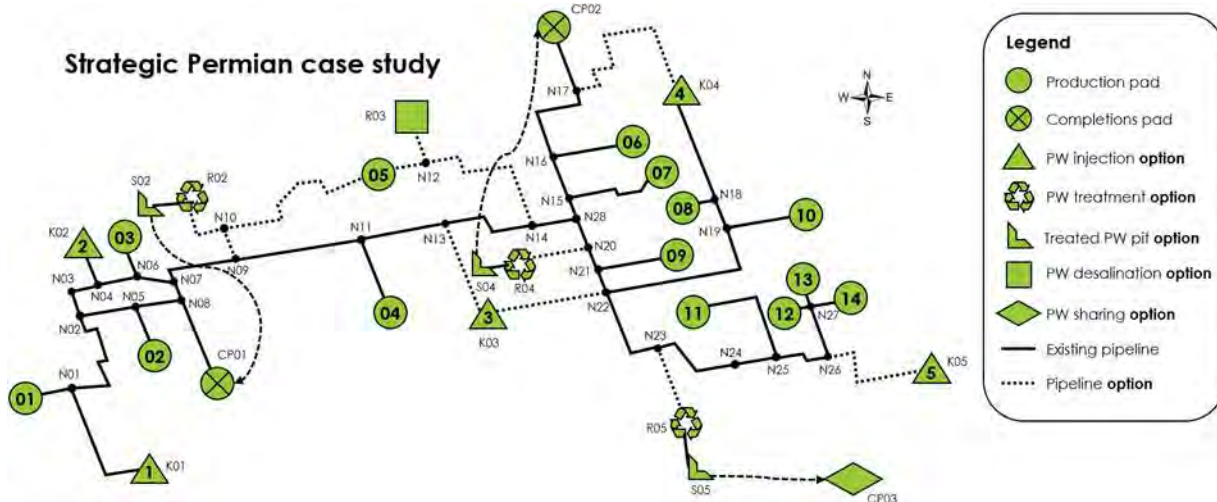 Strategic Permian case study
CP02
N17
4
K04
R03
N
W
E
S
N16
06
07
05
N12
S02
R02
N15
08
N18
N10
N28
10
K02
2
03
N11
N13
N14
N19
N09
N20
N06
N03
N04
N05
N07
N08
S04
R04
N21
09
N22
13
14
12
N27
N02
04
3
K03
11
02
CP01
N23
N24
N25
N26
5
K05
01
N01
1
K01
R05
S05
CP03
Legend
Production pad
Completions pad
PW injection option
PW treatment option
Treated PW pit option
PW desalination option
PW sharing option
Existing pipeline
Pipeline option